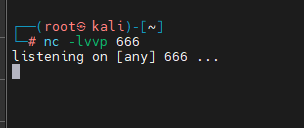 ┌──(root㉿kali)-[~]
└─# nc -lvvp 666
listening on [any] 666 ...